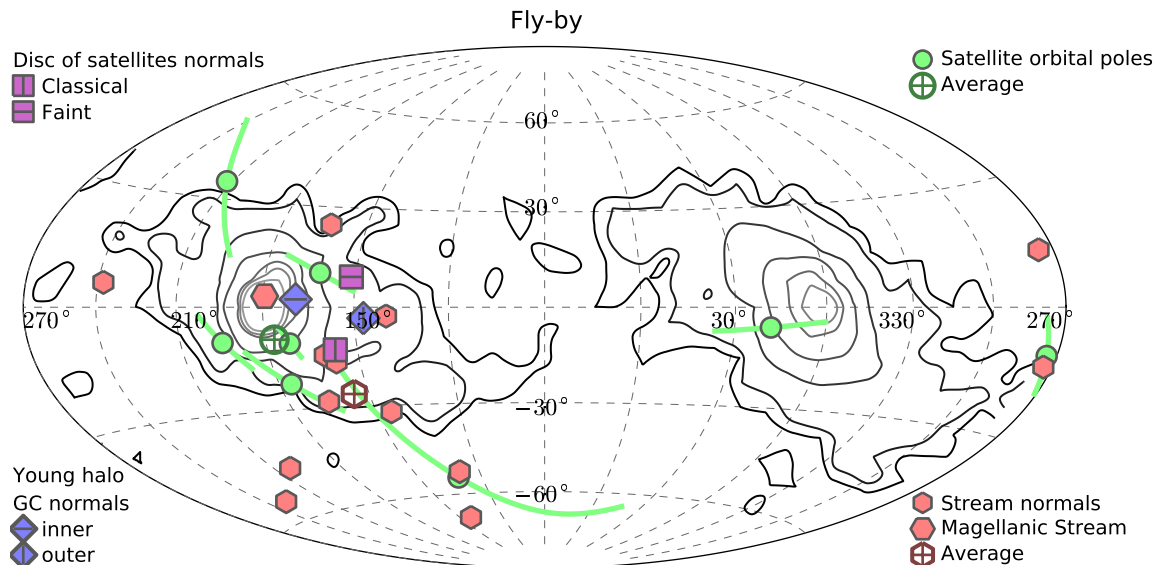 Fly-by
Disc of satellites normals
Classical
Faint
Satellite orbital poles
Average
60°
30°
270° 210° 150° 30° 330° 270°
−30°
−60°
Young halo
GC normals
inner
outer
Stream normals
Magellanic Stream
Average